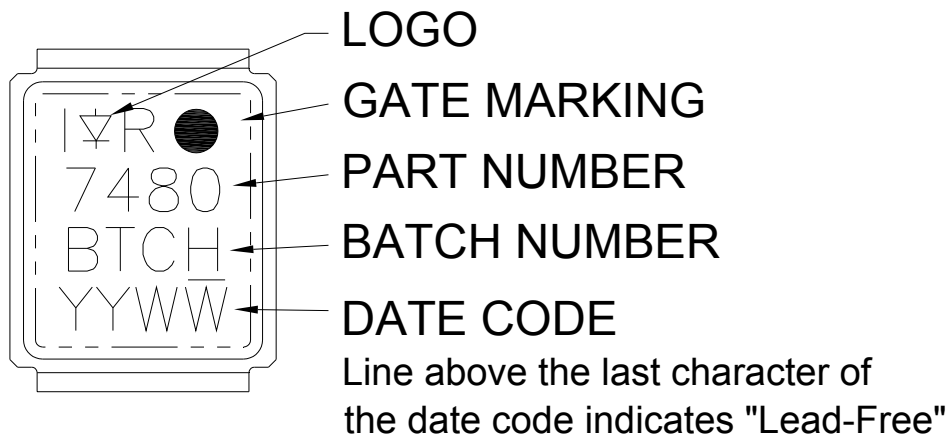 LOGO
I R
GATE MARKING
7480
PART NUMBER
BTCH
BATCH NUMBER
YYWW
DATE CODE
Line above the last character of
the date code indicates "Lead-Free"